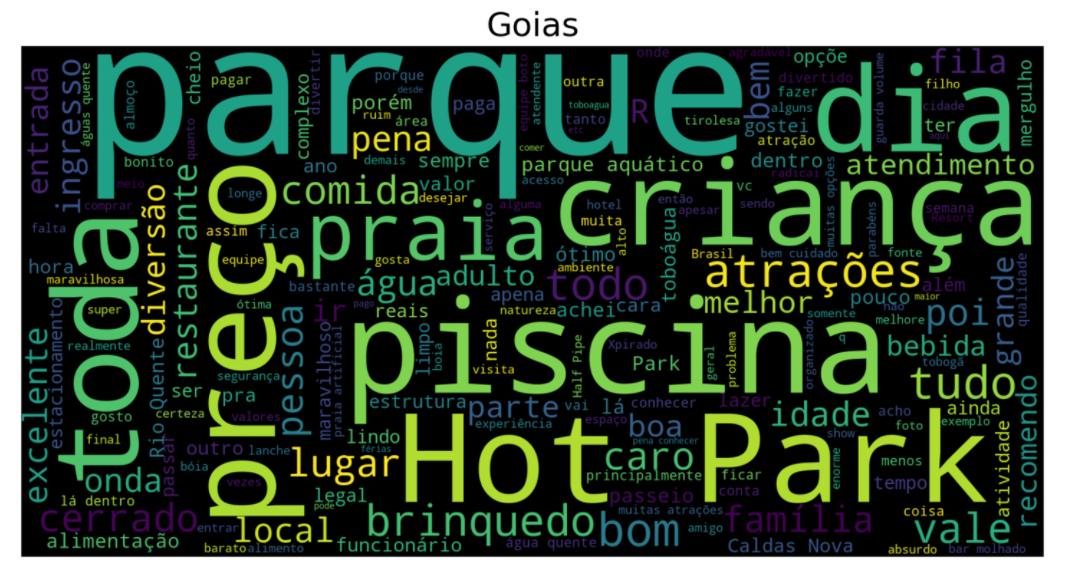 Goias
parque
dia
criança
piscina
Hot Park
preço
toda
praia
atrações
brinquedo
comida
bom
tudo
lugar
local
caro
vale
todo
família
cerrado
água
adulto
pena
bem
fila
R
ingresso
entrada
restaurante
diversão
pessoa
excelente
onda
idade
boa
parte
melhor
atendimento
bebida
poi
grande
recomendo
alimentação
funcionário
Caldas Nova
parque aquático
dentro
gostei
opções
mergulho
ter
cheio
pagar
bonito
almoço
águas quente
complexo
divertir
porque
desde
porém
ruim
área
paga
outra
tanto
etc
toboagua
tirolesa
equipe boto
atendente
onde
agradável
divertido
fazer
alguns
atração
guarda volume
filho
cidade
aqui
quanto
meio
comprar
longe
ano
demais
sempre
valor
desejar
comer
acesso
serviço
alguma
hotel
muita
alto
ótimo
ambiente
toboágua
vc
então
apesar
sendo
radicai
muitas opções
parabéns
semana
Resort
Brasil
bem cuidado
fonte
além
qualidade
falta
hora
maravilhosa
super
realmente
estacionamento
Rio Quente
assim
fica
equipe
bastante
gosta
ótima
ir
reais
pago
apena
natureza
achei
cara
pouco
somente
não
maior
melhore
q
organizado
tobogã
segurança
ser
pra
certeza
valores
gosto
final
lá dentro
passar
outro
bóia
lanche
vezes
maravilhoso
praia artificial
limpo
boia
nada
visita
Half Pipe
Xpirado
Park
geral
problema
lazer
estrutura
experiência
vai
lá
espaço
conhecer
pena conhecer
lindo
férias
legal
pode
principalmente
ficar
passeio
conta
muitas atrações
amigo
show
enorme
foto
acho
ainda
exemplo
menos
tempo
coisa
atividade
entrar
barato
alimento
água quente
absurdo
bar molhado